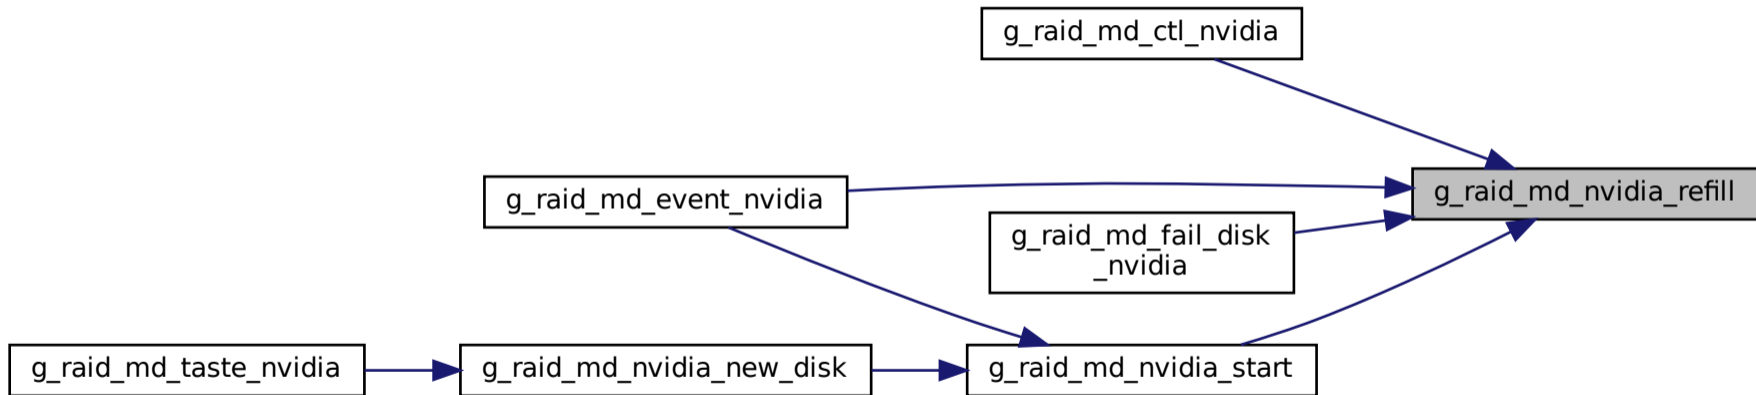 g_raid_md_ctl_nvidia
g_raid_md_nvidia_refill
g_raid_md_event_nvidia
g_raid_md_fail_disk
_nvidia
g_raid_md_taste_nvidia
g_raid_md_nvidia_new_disk
g_raid_md_nvidia_start